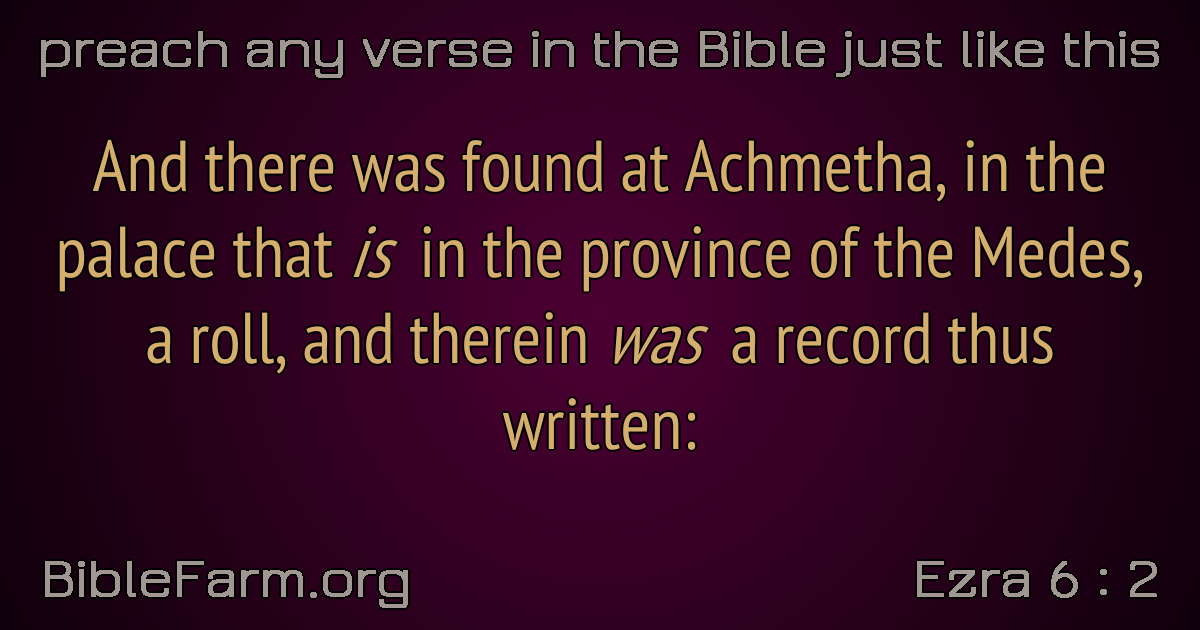 preach any verse in the Bible just like this
And there was found at Achmetha, in the
palace that is in the province of the Medes,
a roll, and therein was a record thus
written:
BibleFarm.org
Ezra 6 : 2